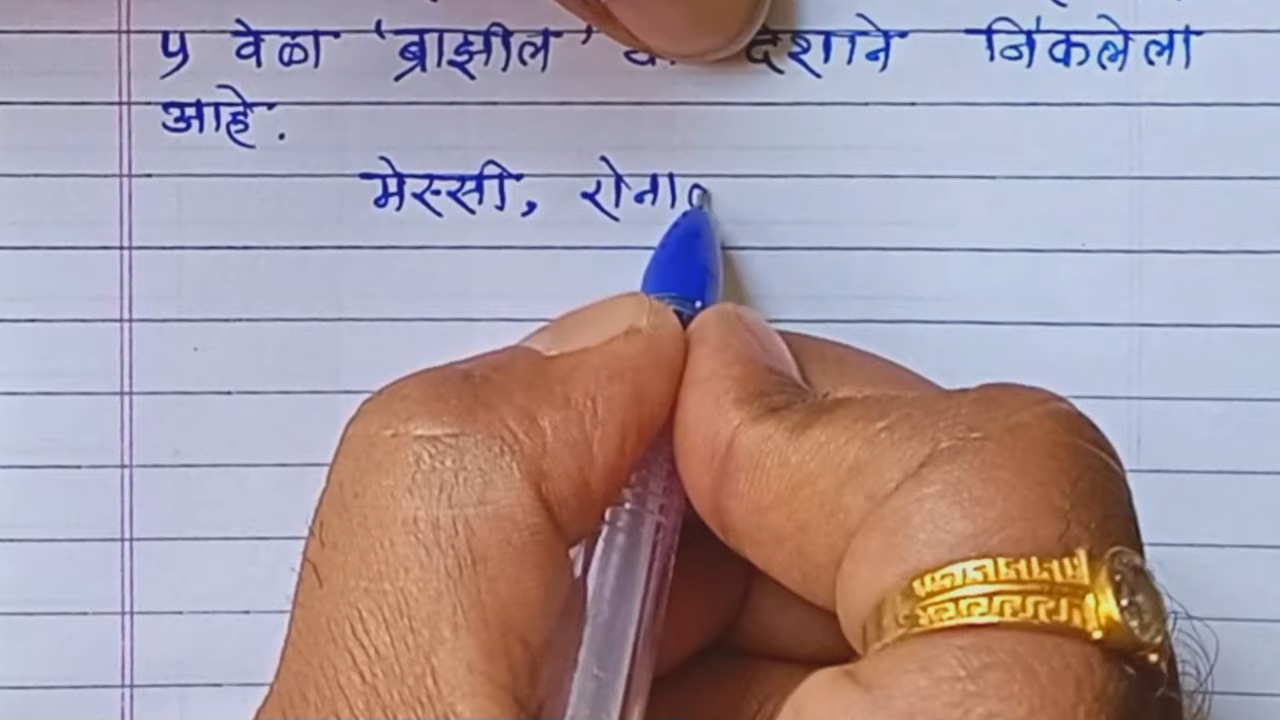 ५ वेळा 'ब्राझील' देशाने जिंकलेला
आहे.
मेस्सी, रोना